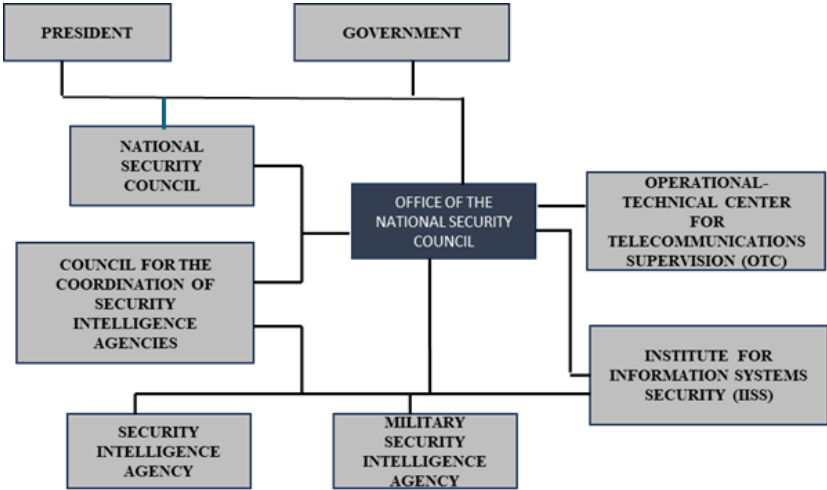 PRESIDENT
GOVERNMENT
NATIONAL
SECURITY
COUNCIL
OFFICE OF THE
NATIONAL SECURITY
COUNCIL
OPERATIONAL-
TECHNICAL CENTER
FOR
TELECOMMUNICATIONS
SUPERVISION (OTC)
COUNCIL FOR THE
COORDINATION OF
SECURITY
INTELLIGENCE
AGENCIES
INSTITUTE FOR
INFORMATION SYSTEMS
SECURITY (IISS)
SECURITY
INTELLIGENCE
AGENCY
MILITARY
SECURITY
INTELLIGENCE
AGENCY